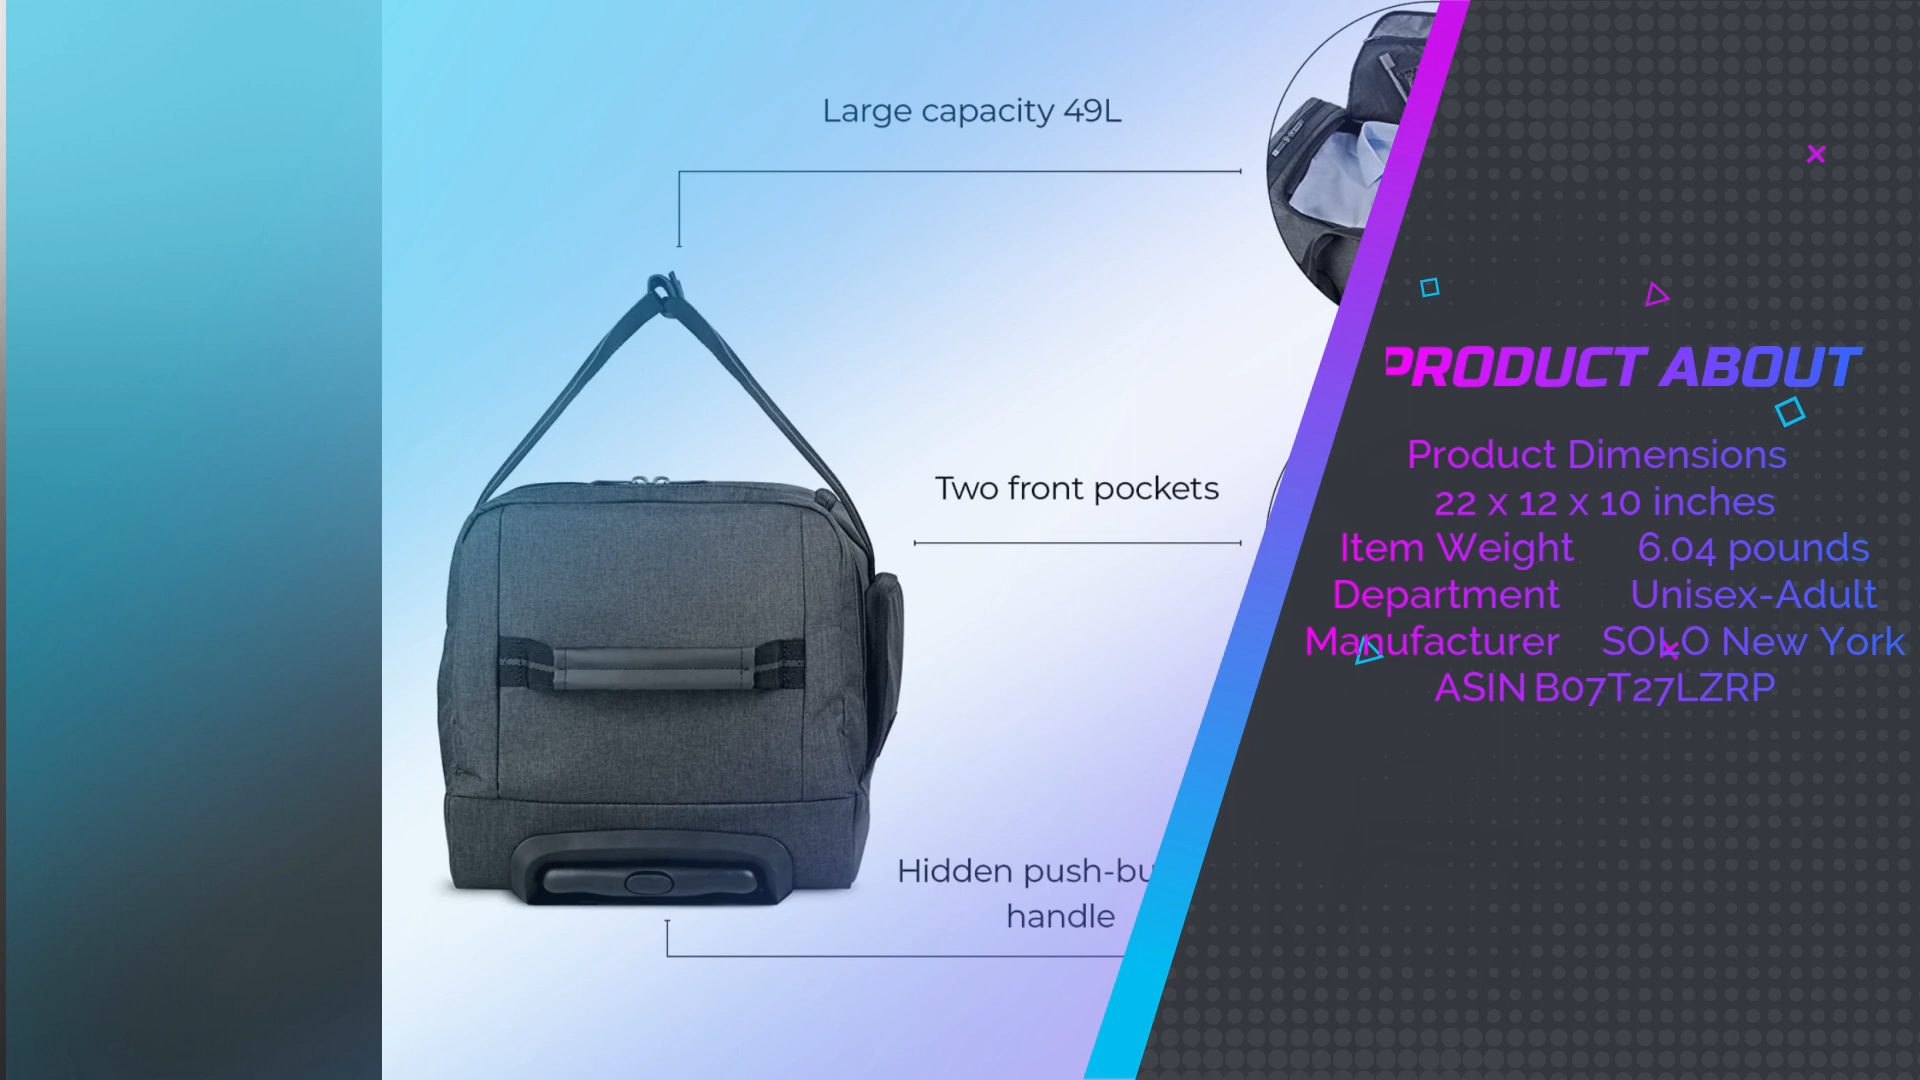 Large capacity 49L
Two front pockets
Hidden push-bu
handle
PRODUCT ABOUT
Product Dimensions
22 x 12 x 10 inches
Item Weight 6.04 pounds
Department Unisex-Adult
Manufacturer SOLO New York
ASIN B07T27LZRP